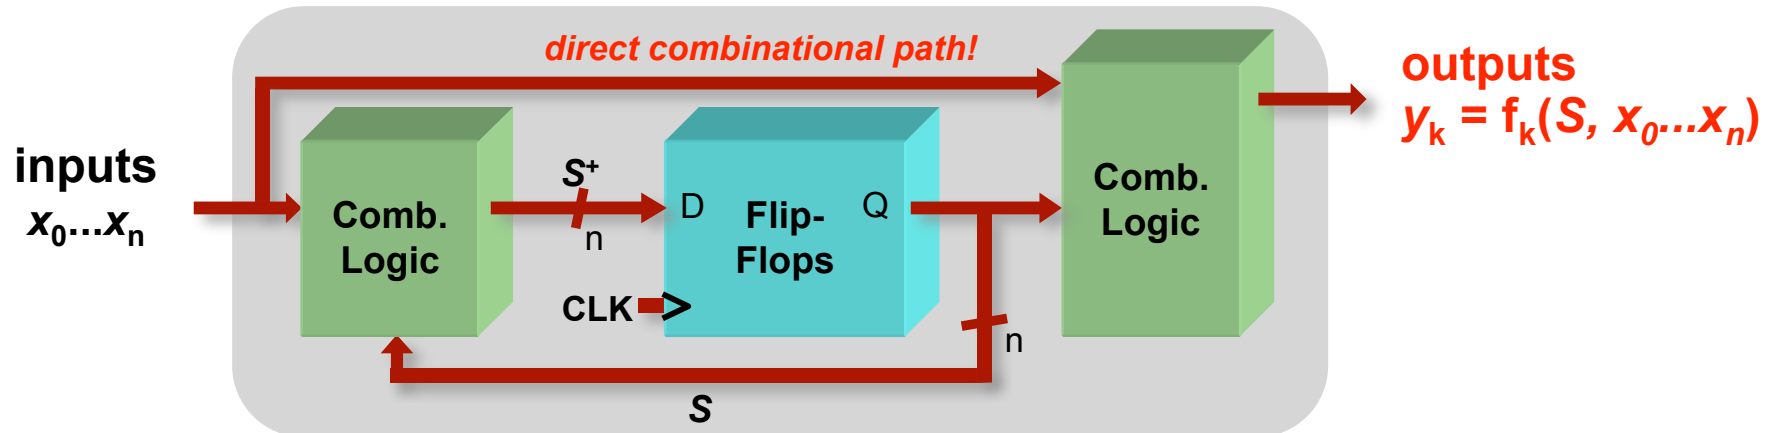 direct combinational path!
inputs
x₀...xₙ
Comb.
Logic
S⁺
n
D
Q
Flip-
Flops
CLK
n
S
Comb.
Logic
outputs
yₖ = fₖ(S, x₀...xₙ)